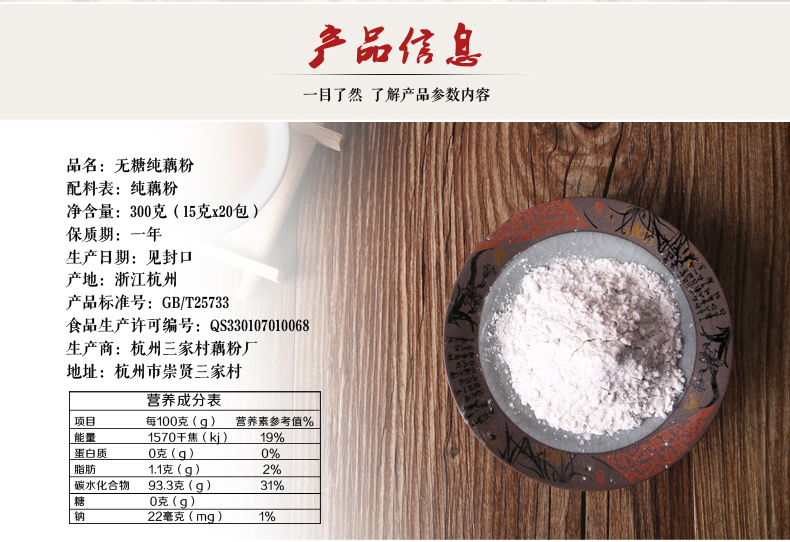 产品信息
一目了然 了解产品参数内容
品名：无糖纯藕粉
配料表：纯藕粉
净含量：300克（15克x20包）
保质期：一年
生产日期：见封口
产地：浙江杭州
产品标准号：GB/T25733
食品生产许可编号：QS330107010068
生产商：杭州三家村藕粉厂
地址：杭州市崇贤三家村
营养成分表
项目 每100克（g） 营养素参考值%
能量 1570千焦（kj） 19%
蛋白质 0克（g） 0%
脂肪 1.1克（g） 2%
碳水化合物 93.3克（g） 31%
糖 0克（g）
钠 22毫克（mg） 1%